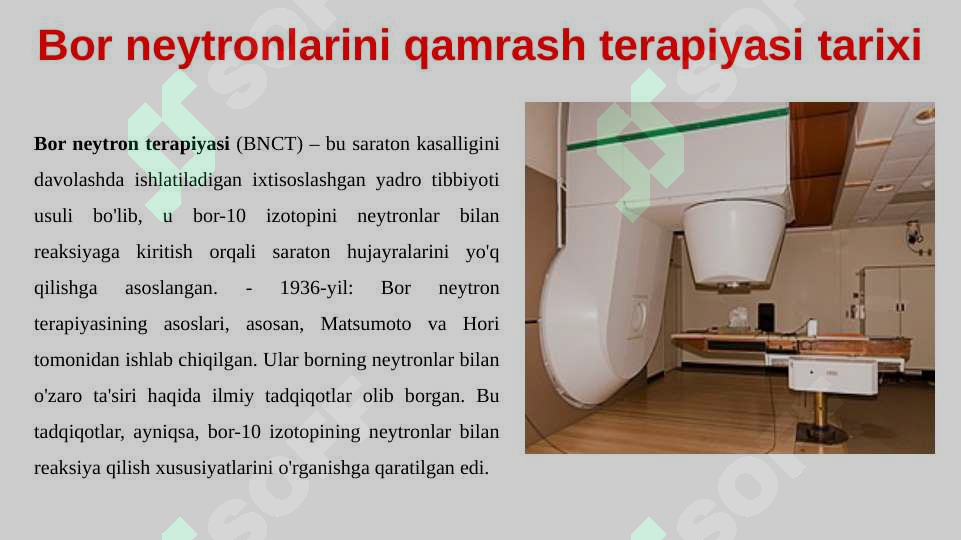 Bor neytronlarini qamrash terapiyasi tarixi
Bor neytron terapiyasi (BNCT) – bu saraton kasalligini
davolashda ishlatiladigan ixtisoslashgan yadro tibbiyoti
usuli bo'lib, u bor-10 izotopini neytronlar bilan
reaksiyaga kiritish orqali saraton hujayralarini yo'q
qilishga asoslangan. - 1936-yil: Bor neytron
terapiyasining asoslari, asosan, Matsumoto va Hori
tomonidan ishlab chiqilgan. Ular borning neytronlar bilan
o'zaro ta'siri haqida ilmiy tadqiqotlar olib borgan. Bu
tadqiqotlar, ayniqsa, bor-10 izotopining neytronlar bilan
reaksiya qilish xususiyatlarini o'rganishga qaratilgan edi.